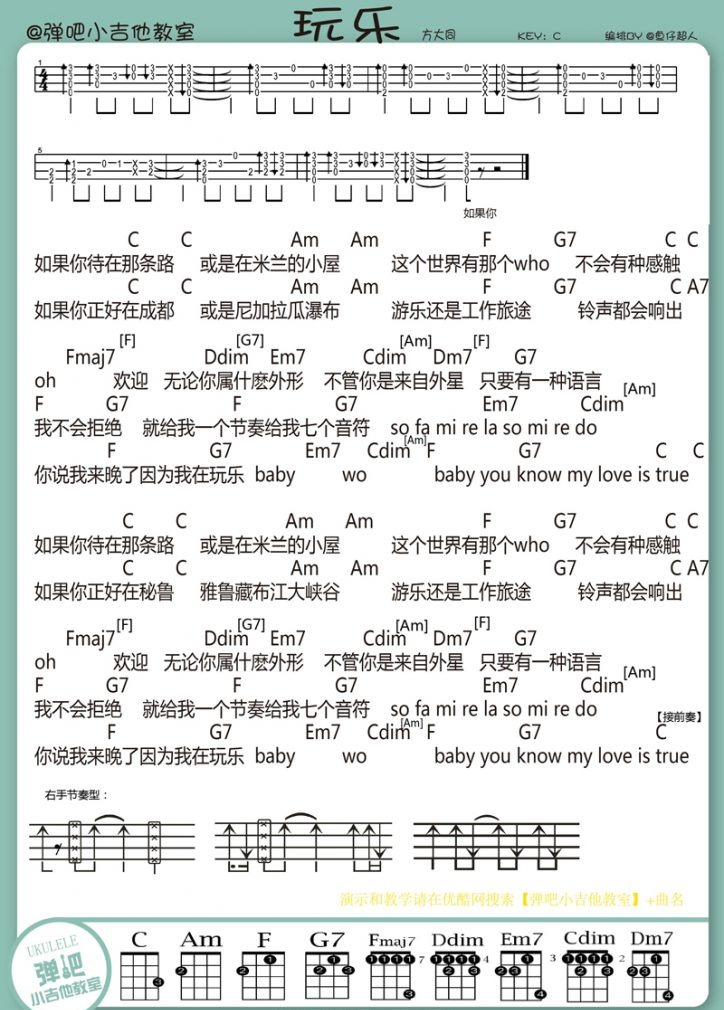 @弹吧小吉他教室 玩乐 方大同 KEY：C 编排BY @鱼仔超人
如果你
C C Am Am F G7 C C
如果你待在那条路 或是在米兰的小屋 这个世界有那个who 不会有种感触
C C Am Am F G7 C A7
如果你正好在成都 或是尼加拉瓜瀑布 游乐还是工作旅途 铃声都会响出
Fmaj7 [F] Ddim [G7] Em7 Cdim [Am] Dm7 [F] G7
oh 欢迎 无论你属什麽外形 不管你是来自外星 只要有一种语言
F G7 F G7 Em7 Cdim [Am]
我不会拒绝 就给我一个节奏给我七个音符 so fa mi re la so mi re do
F G7 Em7 Cdim [Am] F G7 C C
你说我来晚了因为我在玩乐 baby wo baby you know my love is true
C C Am Am F G7 C C
如果你待在那条路 或是在米兰的小屋 这个世界有那个who 不会有种感触
C C Am Am F G7 C A7
如果你正好在秘鲁 雅鲁藏布江大峡谷 游乐还是工作旅途 铃声都会响出
Fmaj7 [F] Ddim [G7] Em7 Cdim [Am] Dm7 [F] G7
oh 欢迎 无论你属什麽外形 不管你是来自外星 只要有一种语言
F G7 F G7 Em7 Cdim [Am]
我不会拒绝 就给我一个节奏给我七个音符 so fa mi re la so mi re do 【接前奏】
F G7 Em7 Cdim [Am] F G7 C
你说我来晚了因为我在玩乐 baby wo baby you know my love is true
右手节奏型：
演示和教学请在优酷网搜索【弹吧小吉他教室】+曲名
UKULELE
弹吧
小吉他教室
C Am F G7 Fmaj7 Ddim Em7 Cdim Dm7